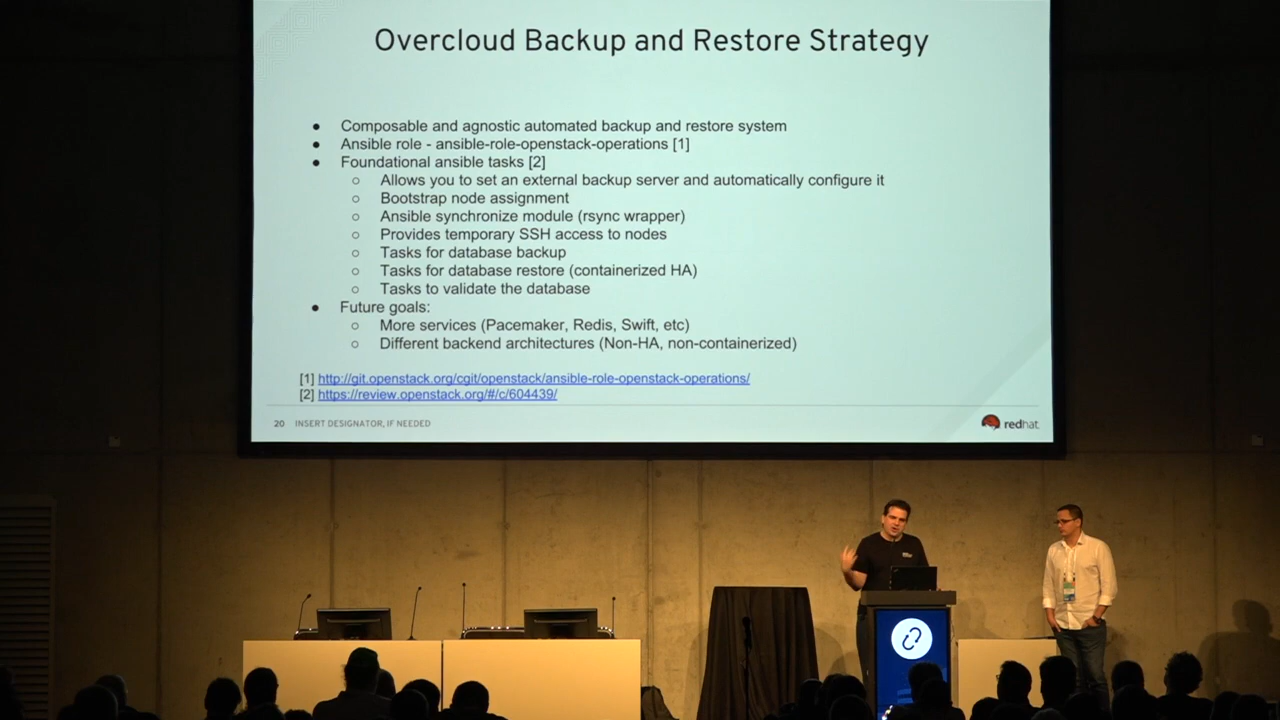 Overcloud Backup and Restore Strategy
● Composable and agnostic automated backup and restore system
● Ansible role - ansible-role-openstack-operations [1]
● Foundational ansible tasks [2]
○ Allows you to set an external backup server and automatically configure it
○ Bootstrap node assignment
○ Ansible synchronize module (rsync wrapper)
○ Provides temporary SSH access to nodes
○ Tasks for database backup
○ Tasks for database restore (containerized HA)
○ Tasks to validate the database
● Future goals:
○ More services (Pacemaker, Redis, Swift, etc)
○ Different backend architectures (Non-HA, non-containerized)
[1] http://git.openstack.org/cgit/openstack/ansible-role-openstack-operations/
[2] https://review.openstack.org/#/c/604439/
20 INSERT DESIGNATOR, IF NEEDED
redhat.